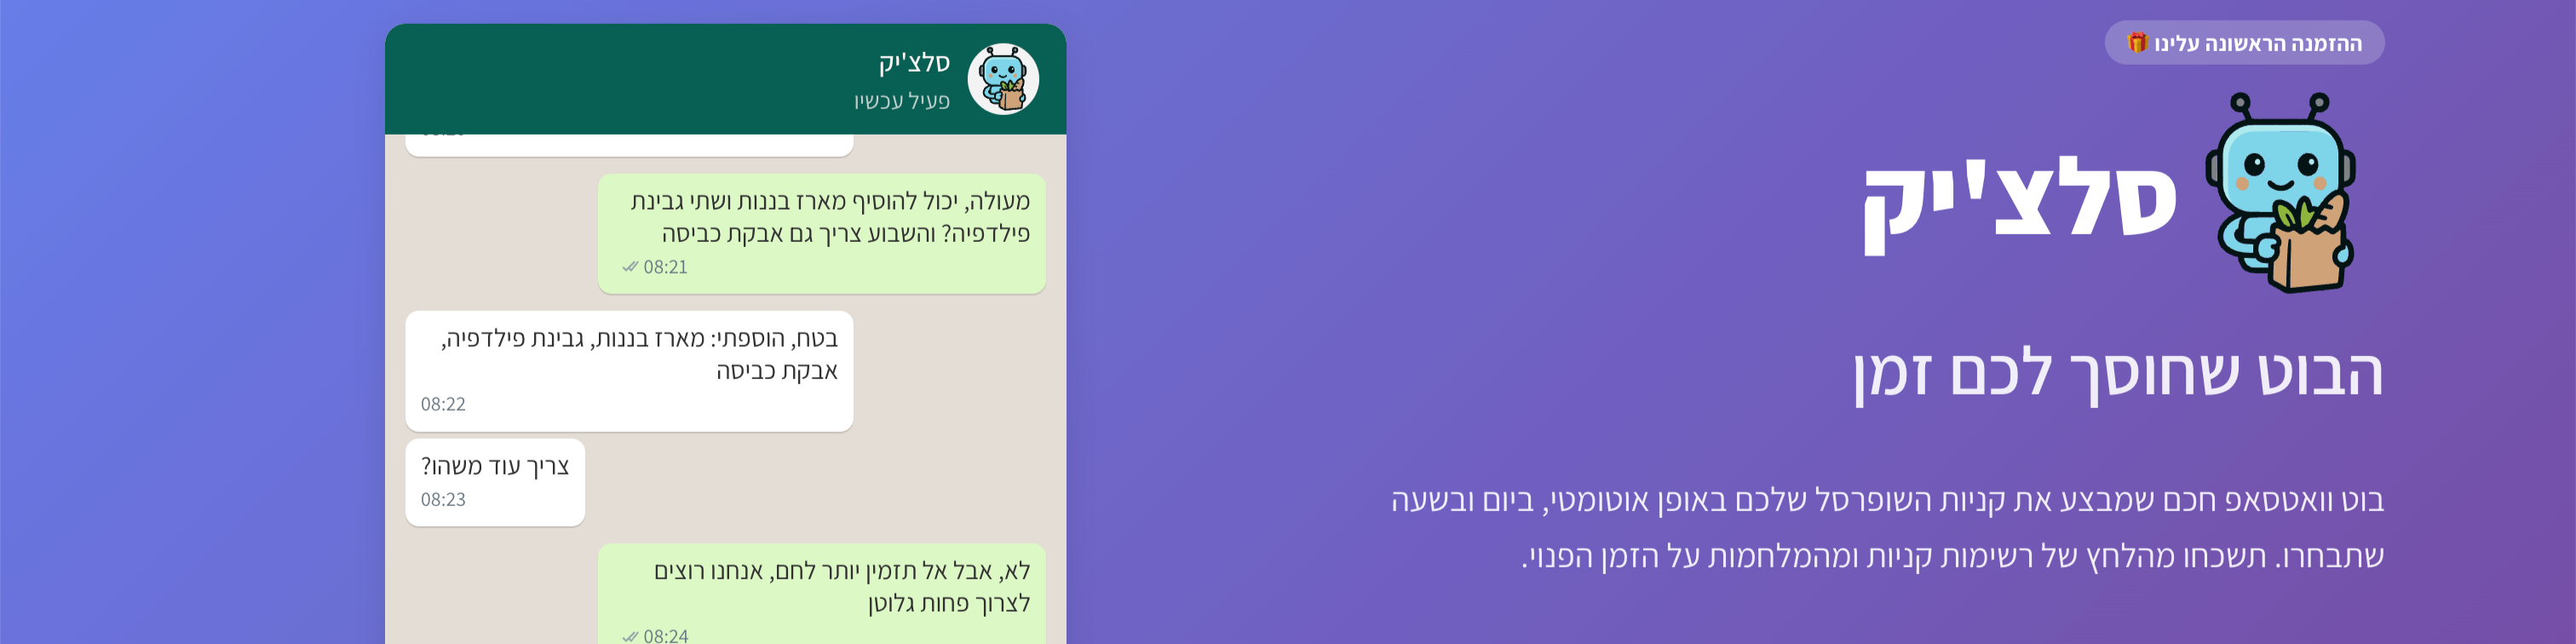 ההזמנה הראשונה עלינו 🎁
סלצ'יק
הבוט שחוסך לכם זמן
בוט וואטסאפ חכם שמבצע את קניות השופרסל שלכם באופן אוטומטי, ביום ובשעה
שתבחרו. תשכחו מהלחץ של רשימות קניות ומהמלחמות על הזמן הפנוי.
סלצ'יק
פעיל עכשיו
מעולה, יכול להוסיף מארז בננות ושתי גבינת
פילדפיה? והשבוע צריך גם אבקת כביסה
08:21
בטח, הוספתי: מארז בננות, גבינת פילדפיה,
אבקת כביסה
08:22
צריך עוד משהו?
08:23
לא, אבל אל תזמין יותר לחם, אנחנו רוצים
לצרוך פחות גלוטן
08:24